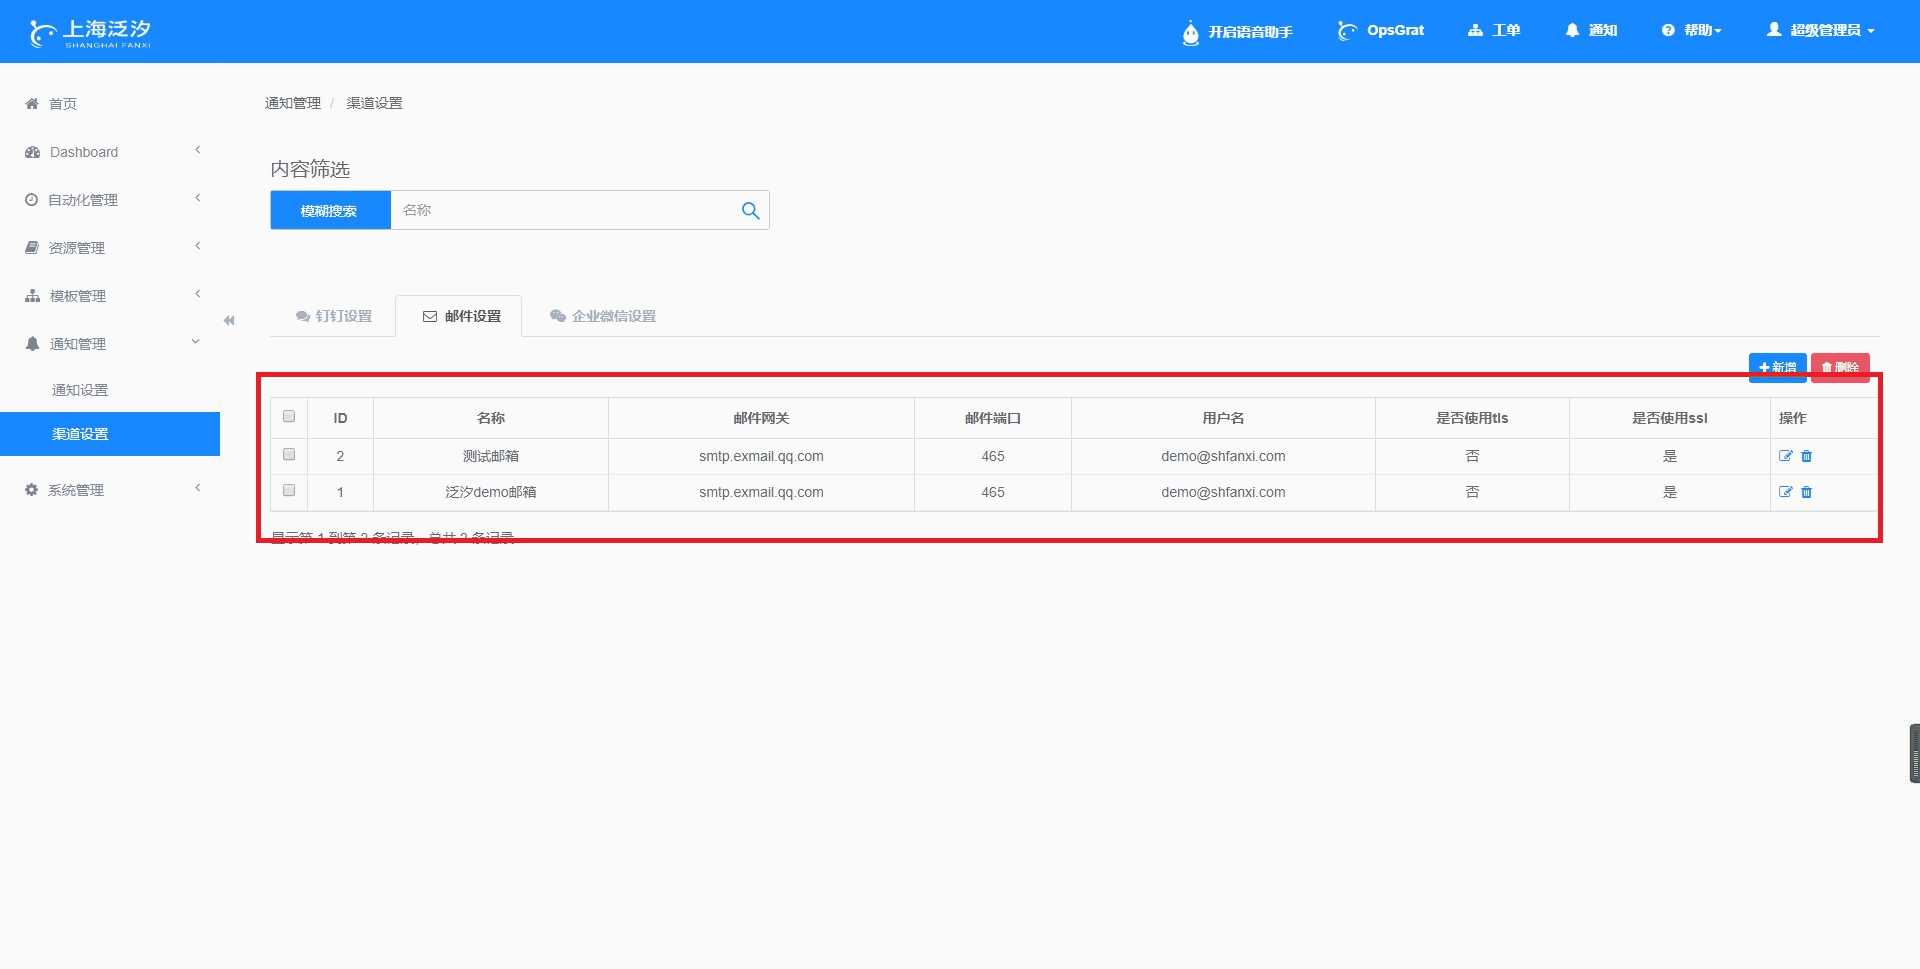 上海泛汐
SHANGHAI FANXI
开启语音助手
OpsGrat
工单
通知
帮助
超级管理员
首页
Dashboard
自动化管理
资源管理
模板管理
通知管理
通知设置
渠道设置
系统管理
通知管理 / 渠道设置
内容筛选
模糊搜索 名称
钉钉设置 邮件设置 企业微信设置
新增 删除
ID 名称 邮件网关 邮件端口 用户名 是否使用tls 是否使用ssl 操作
2 测试邮箱 smtp.exmail.qq.com 465 demo@shfanxi.com 否 是
1 泛汐demo邮箱 smtp.exmail.qq.com 465 demo@shfanxi.com 否 是
显示第 1 到第 2 条记录，总共 2 条记录